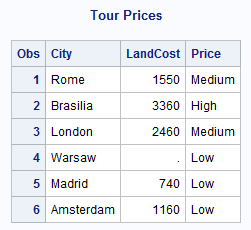 Tour Prices
Obs City LandCost Price
1 Rome 1550 Medium
2 Brasilia 3360 High
3 London 2460 Medium
4 Warsaw . Low
5 Madrid 740 Low
6 Amsterdam 1160 Low